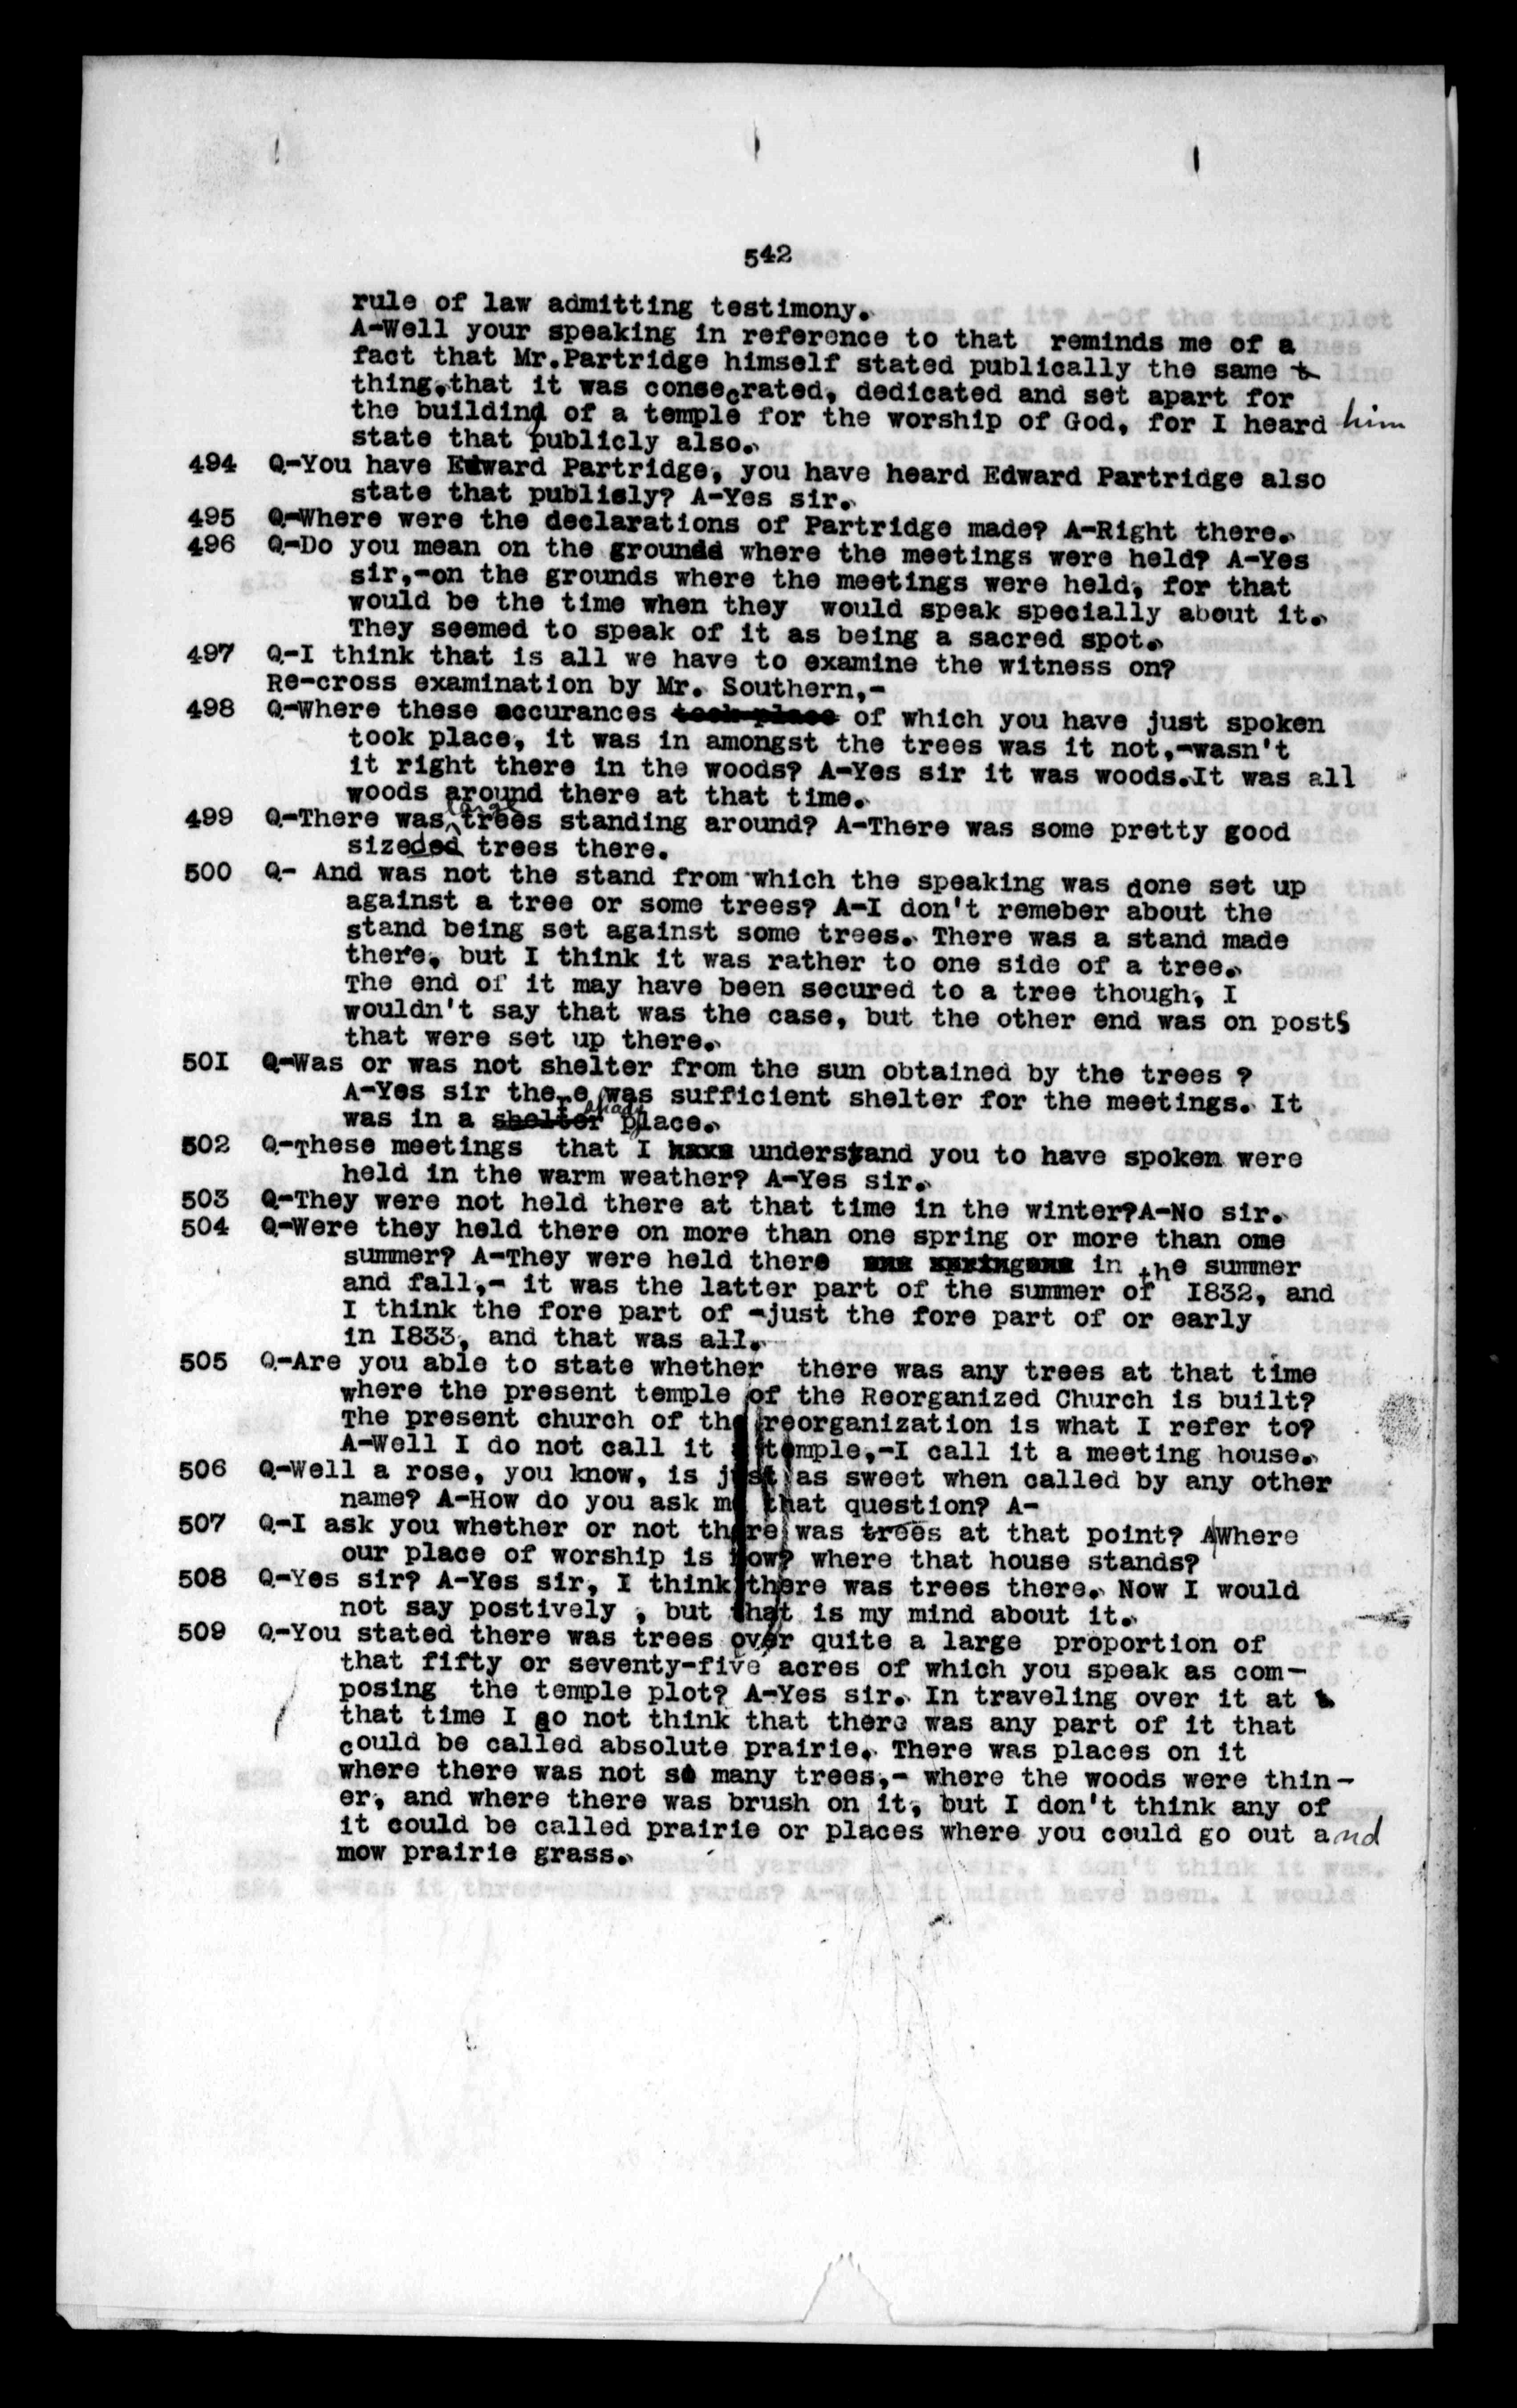 542
rule of law admitting testimony.
A-Well your speaking in reference to that reminds me of a
fact that Mr.Partridge himself stated publically the same t
thing,that it was consecrated, dedicated and set apart for
the building of a temple for the worship of God, for I heard him
state that publicly also.
494 Q-You have Edward Partridge, you have heard Edward Partridge also
state that publicly? A-Yes sir.
495 Q-Where were the declarations of Partridge made? A-Right there.
496 Q-Do you mean on the grounds where the meetings were held? A-Yes
sir,-on the grounds where the meetings were held, for that
would be the time when they would speak specially about it.
They seemed to speak of it as being a sacred spot.
497 Q-I think that is all we have to examine the witness on?
Re-cross examination by Mr. Southern,-
498 Q-Where these accurances took place of which you have just spoken
took place, it was in amongst the trees was it not,-wasn't
it right there in the woods? A-Yes sir it was woods.It was all
woods around there at that time.
499 Q-There was large trees standing around? A-There was some pretty good
sizeded trees there.
500 Q- And was not the stand from which the speaking was done set up
against a tree or some trees? A-I don't remeber about the
stand being set against some trees. There was a stand made
there, but I think it was rather to one side of a tree.
The end of it may have been secured to a tree though, I
wouldn't say that was the case, but the other end was on posts
that were set up there.
501 Q-Was or was not shelter from the sun obtained by the trees ?
A-Yes sir there was sufficient shelter for the meetings. It
was in a shelter shady place.
502 Q-These meetings that I understand you to have spoken were
held in the warm weather? A-Yes sir.
503 Q-They were not held there at that time in the winter?A-No sir.
504 Q-Were they held there on more than one spring or more than one
summer? A-They were held there in the summer
and fall,- it was the latter part of the summer of 1832, and
I think the fore part of -just the fore part of or early
in 1833, and that was all.
505 Q-Are you able to state whether there was any trees at that time
where the present temple of the Reorganized Church is built?
The present church of the reorganization is what I refer to?
A-Well I do not call it a temple,-I call it a meeting house.
506 Q-Well a rose, you know, is just as sweet when called by any other
name? A-How do you ask me that question? A-
507 Q-I ask you whether or not there was trees at that point? AWhere
our place of worship is now? where that house stands?
508 Q-Yes sir? A-Yes sir, I think there was trees there. Now I would
not say postively , but that is my mind about it.
509 Q-You stated there was trees over quite a large proportion of
that fifty or seventy-five acres of which you speak as com-
posing the temple plot? A-Yes sir. In traveling over it at t
that time I do not think that there was any part of it that
could be called absolute prairie. There was places on it
where there was not so many trees,- where the woods were thin-
er, and where there was brush on it, but I don't think any of
it could be called prairie or places where you could go out and
mow prairie grass.